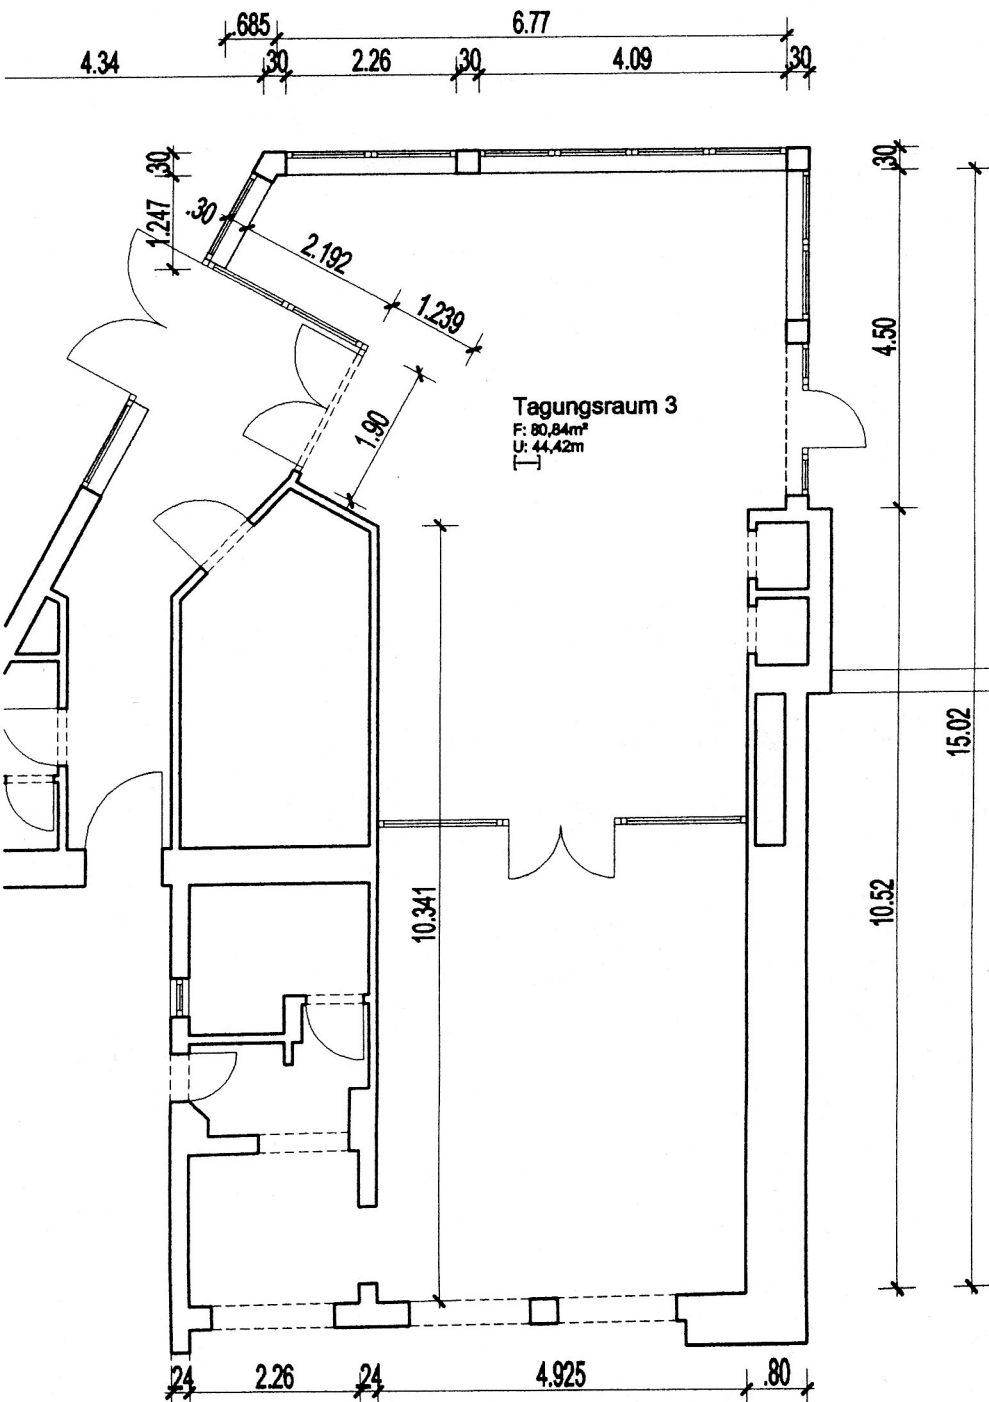 .685 6.77
4.34 .30 2.26 .30 4.09 .30
.30
1.247
.30
2.192
1.239
1.90
.30
4.50
Tagungsraum 3
F: 80,84m²
U: 44,42m
15.02
10.341
10.52
24 2.26 24 4.925 .80